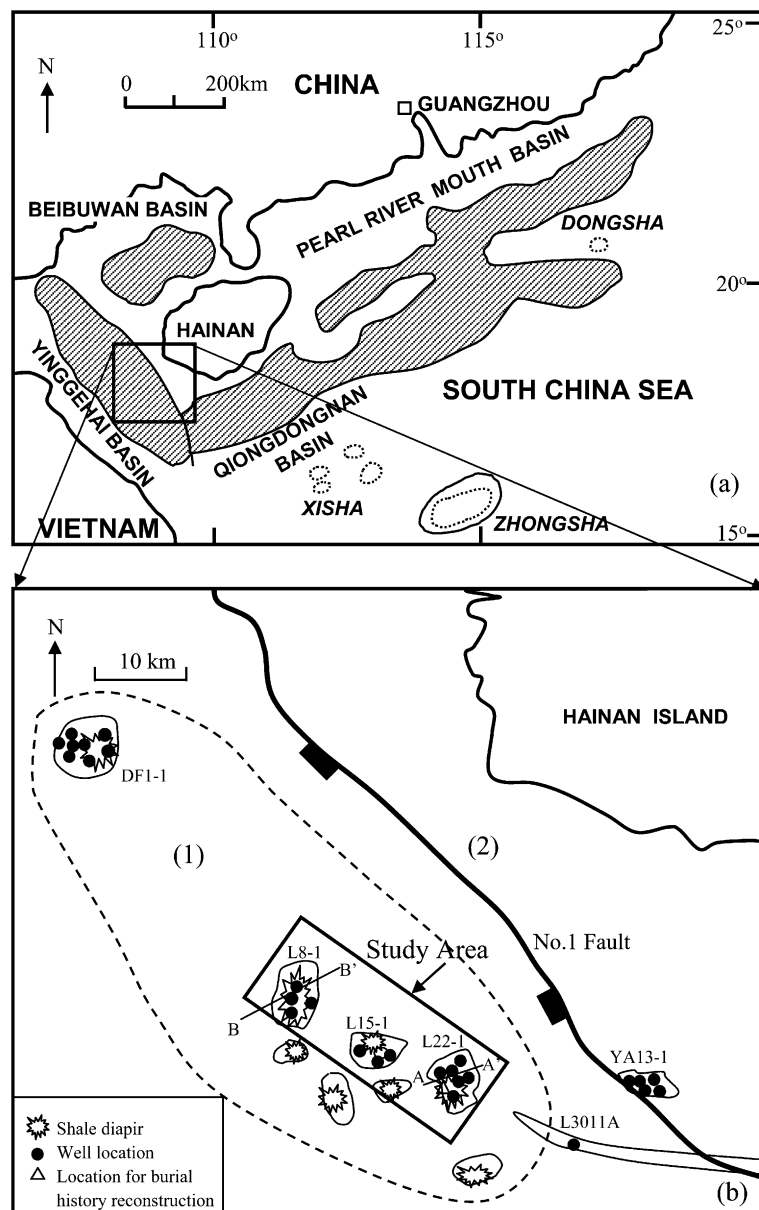 110°
115°
25°
N
0
200km
CHINA
GUANGZHOU
PEARL RIVER MOUTH BASIN
BEIBUWAN BASIN
DONGSHA
20°
HAINAN
YINGGEHAI BASIN
SOUTH CHINA SEA
QIONGDONGNAN
BASIN
XISHA
(a)
VIETNAM
ZHONGSHA
15°
N
10 km
HAINAN ISLAND
DF1-1
(1)
(2)
No.1 Fault
Study Area
L8-1
B'
B
L15-1
L22-1
A
A'
YA13-1
L3011A
Shale diapir
Well location
Location for burial
history reconstruction
(b)